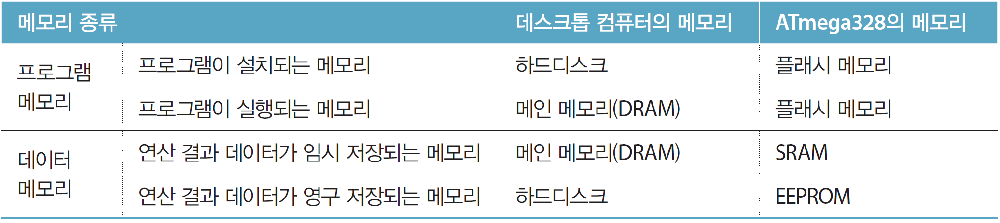 메모리 종류 데스크톱 컴퓨터의 메모리 ATmega328의 메모리
프로그램 메모리 프로그램이 설치되는 메모리 하드디스크 플래시 메모리
프로그램이 실행되는 메모리 메인 메모리(DRAM) 플래시 메모리
데이터 메모리 연산 결과 데이터가 임시 저장되는 메모리 메인 메모리(DRAM) SRAM
연산 결과 데이터가 영구 저장되는 메모리 하드디스크 EEPROM